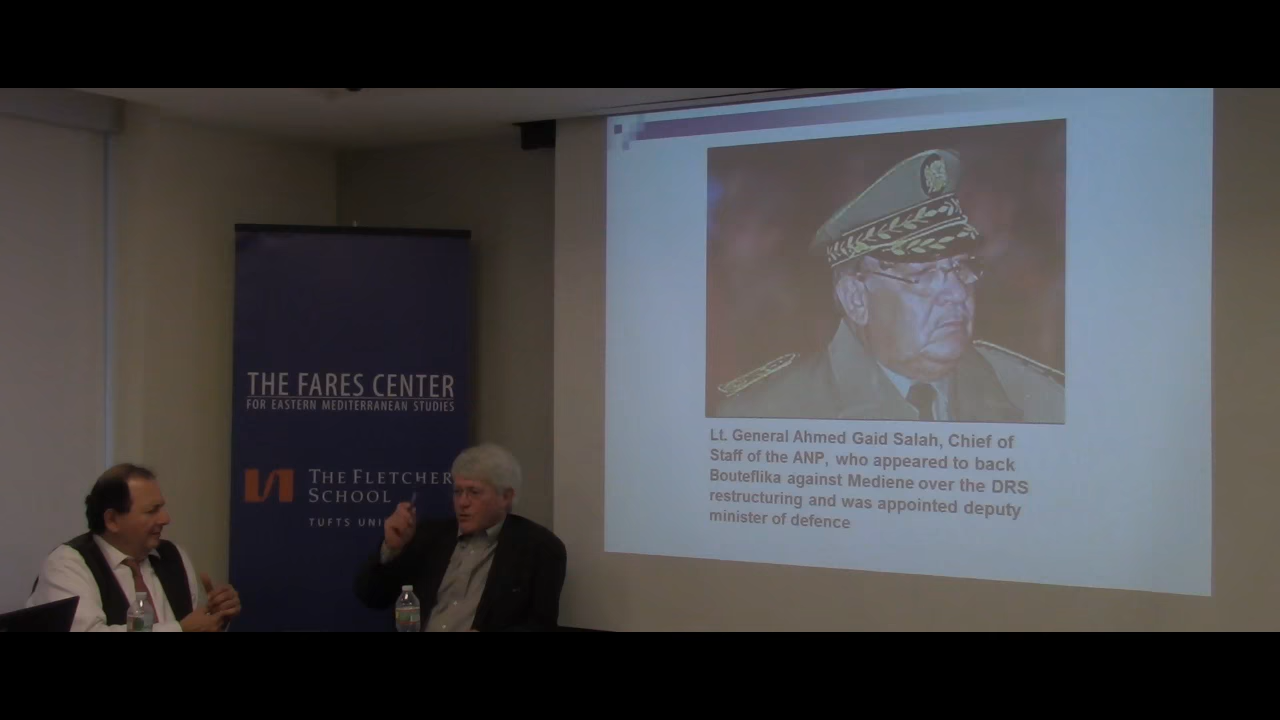 THE FARES CENTER
FOR EASTERN MEDITERRANEAN STUDIES
THE FLETCHER
SCHOOL
TUFTS UNI
Lt. General Ahmed Gaid Salah, Chief of
Staff of the ANP, who appeared to back
Bouteflika against Mediene over the DRS
restructuring and was appointed deputy
minister of defence